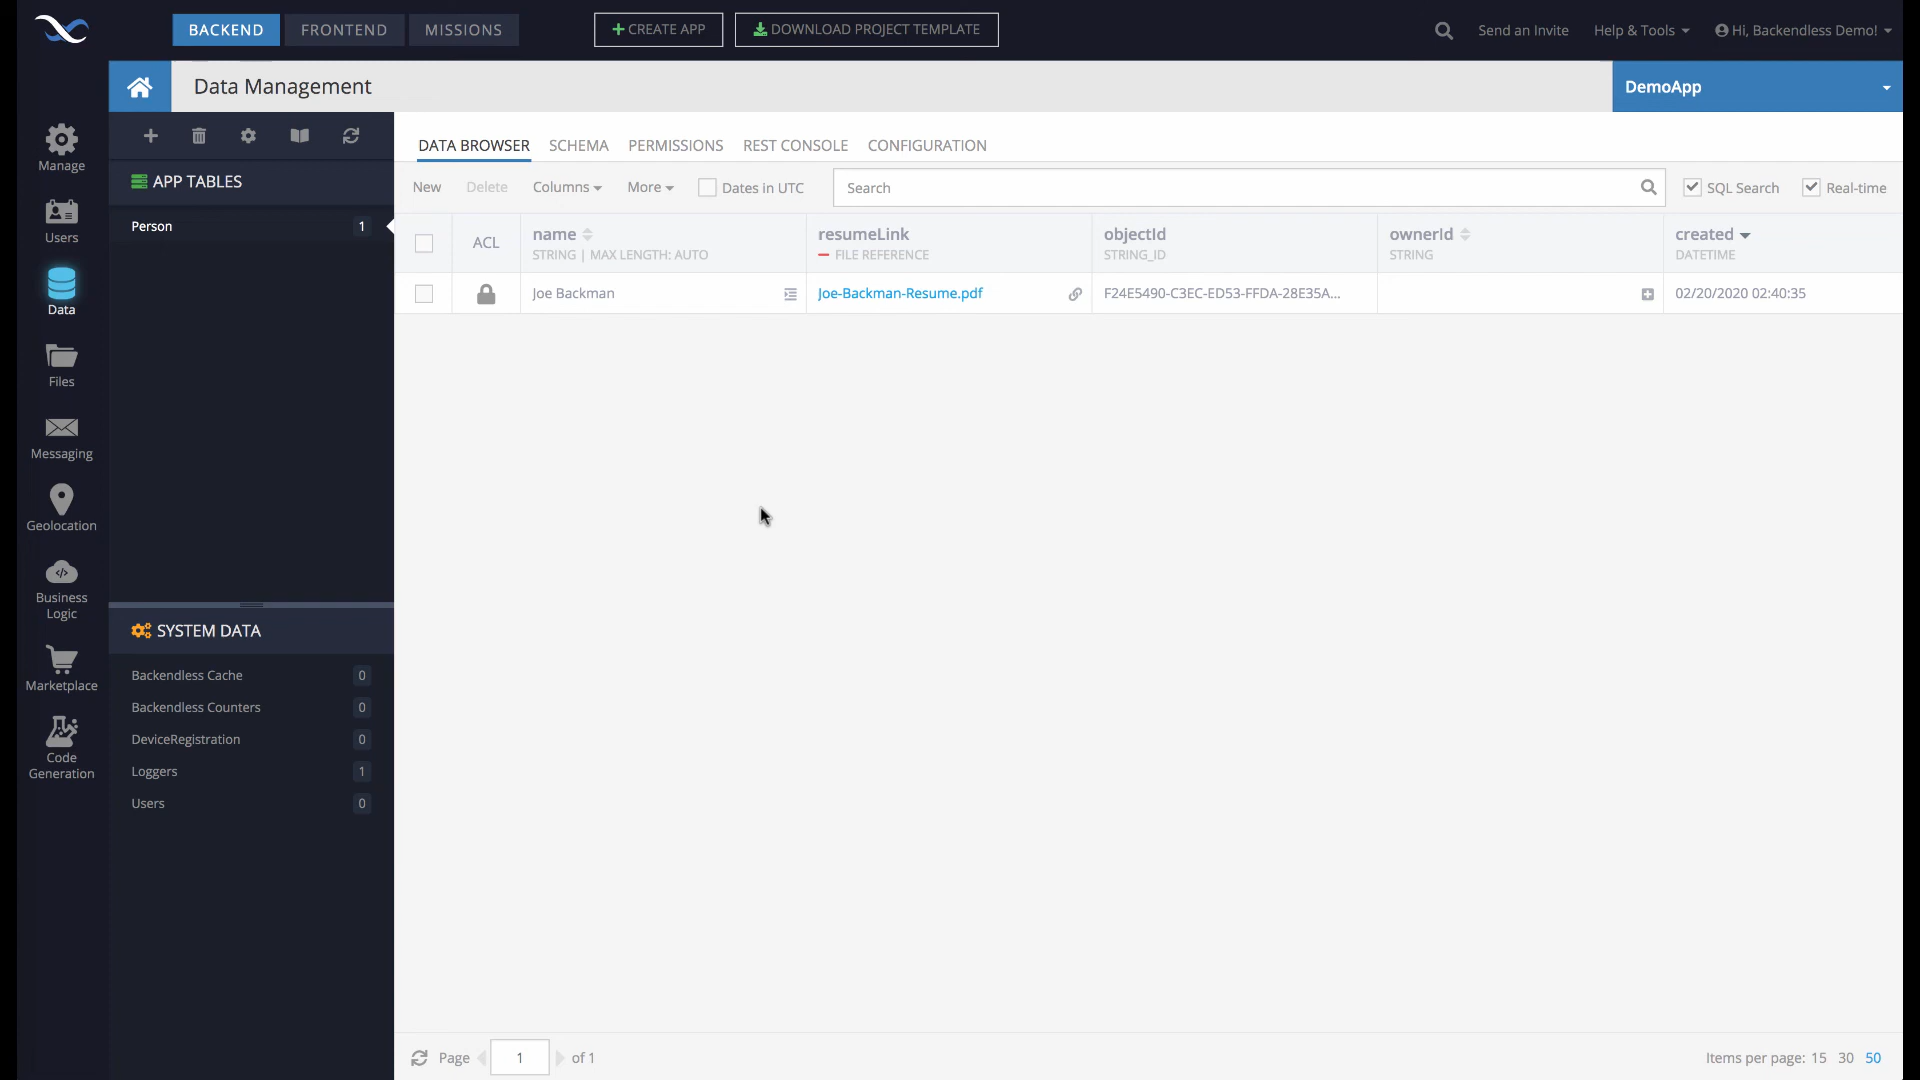 BACKEND FRONTEND MISSIONS CREATE APP DOWNLOAD PROJECT TEMPLATE Send an Invite Help & Tools Hi, Backendless Demo!
Data Management DemoApp
Manage
Users
Data
Files
Messaging
Geolocation
Business
Logic
Marketplace
Code
Generation
APP TABLES
Person 1
SYSTEM DATA
Backendless Cache 0
Backendless Counters 0
DeviceRegistration 0
Loggers 1
Users 0
DATA BROWSER SCHEMA PERMISSIONS REST CONSOLE CONFIGURATION
New Delete Columns More Dates in UTC Search SQL Search Real-time
ACL name resumeLink objectId ownerId created
STRING | MAX LENGTH: AUTO FILE REFERENCE STRING_ID STRING DATETIME
Joe Backman Joe-Backman-Resume.pdf F24E5490-C3EC-ED53-FFDA-28E35A... 02/20/2020 02:40:35
Page 1 of 1 Items per page: 15 30 50